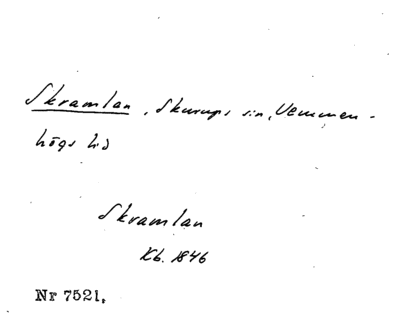 Skramlan, Skurups sn, Vemmen-
högs hd
Skramlan
Kb. 1846
Nr 7521.